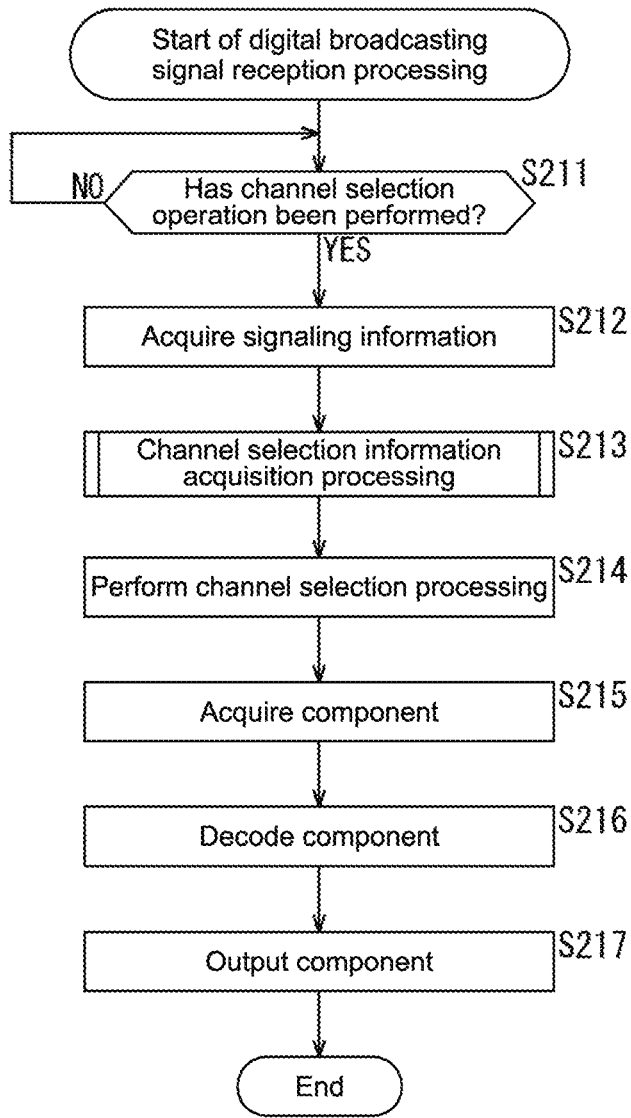 Start of digital broadcasting
signal reception processing
S211
NO
Has channel selection
operation been performed?
YES
S212
Acquire signaling information
S213
Channel selection information
acquisition processing
S214
Perform channel selection processing
S215
Acquire component
S216
Decode component
S217
Output component
End